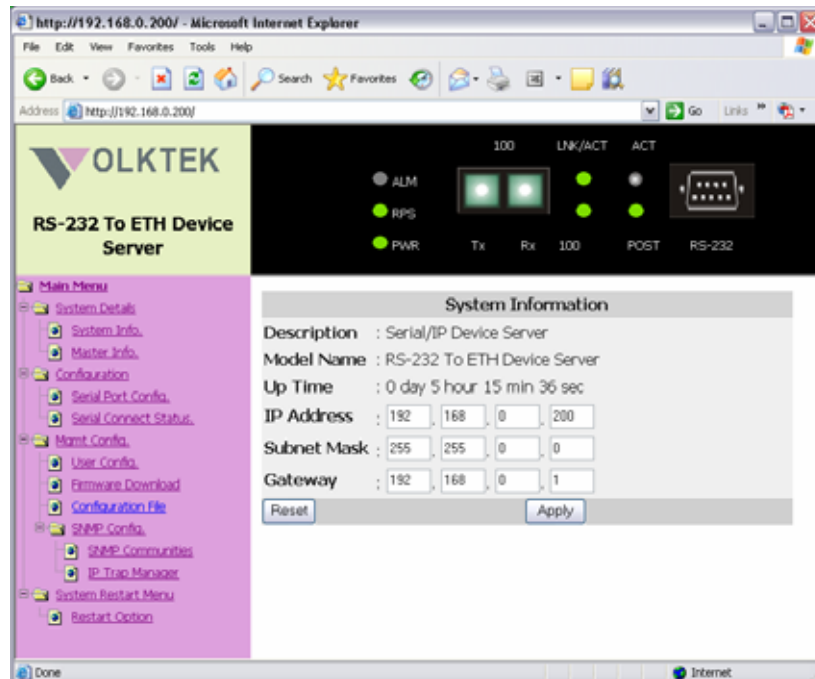 http://192.168.0.200/ - Microsoft Internet Explorer
File Edit View Favorites Tools Help
Back Search Favorites
Address http://192.168.0.200/ Go Links
VOLKTEK
RS-232 To ETH Device
Server
100 LNK/ACT ACT
ALM
RPS
PWR Tx Rx 100 POST RS-232
Main Menu
System Details
System Info.
Master Info.
Configuration
Serial Port Config.
Serial Connect Status.
Mgmt Config.
User Config.
Firmware Download
Configuration File
SNMP Config.
SNMP Communities
IP Trap Manager
System Restart Menu
Restart Option
System Information
Description : Serial/IP Device Server
Model Name : RS-232 To ETH Device Server
Up Time : 0 day 5 hour 15 min 36 sec
IP Address : 192 . 168 . 0 . 200
Subnet Mask : 255 . 255 . 0 . 0
Gateway : 192 . 168 . 0 . 1
Reset Apply
Done Internet